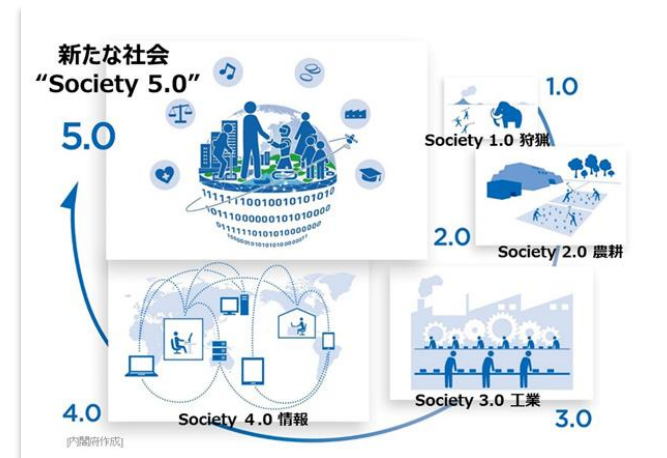 新たな社会
“Society 5.0”
5.0
1.0
Society 1.0 狩猟
2.0
Society 2.0 農耕
Society 3.0 工業
3.0
4.0
Society ４.0 情報
[内閣府作成]